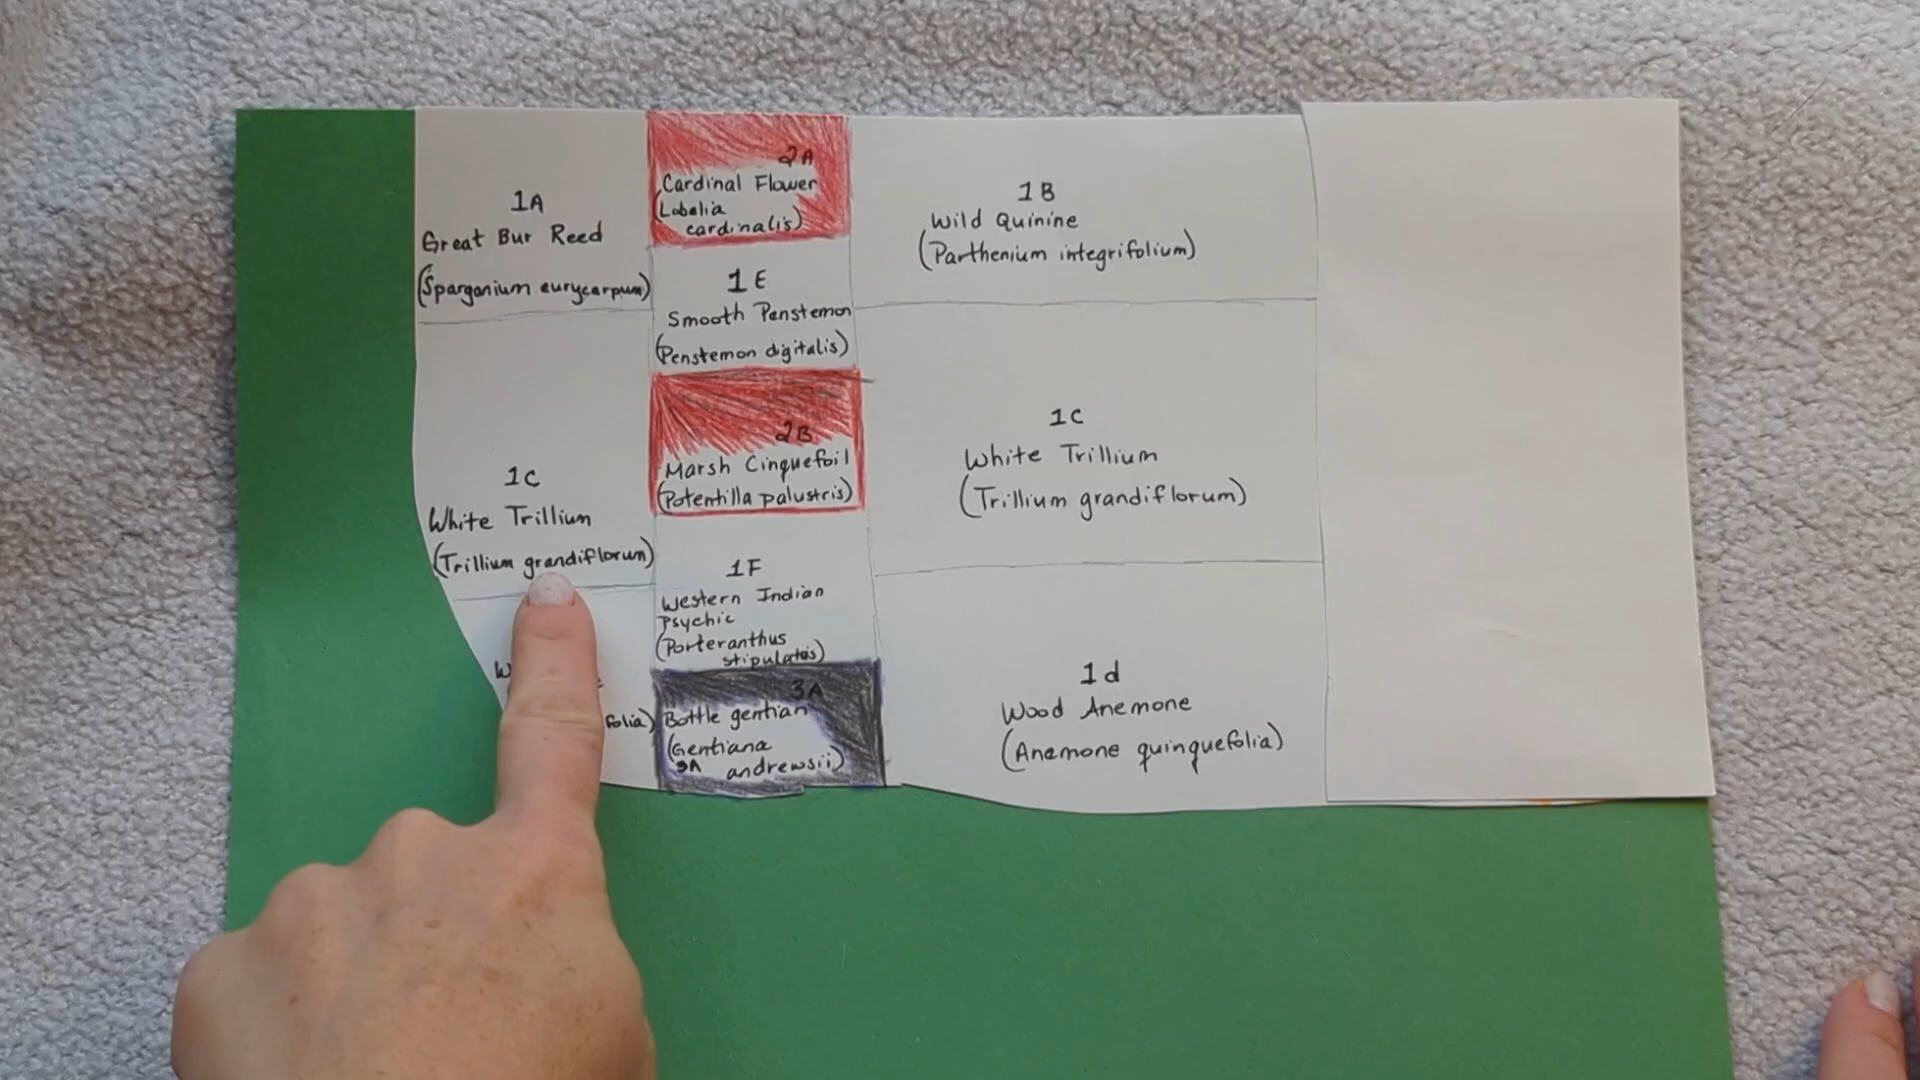 1A
Great Bur Reed
(Sparganium eurycarpum)
1C
White Trillium
(Trillium grandiflorum)
folia)
2A
Cardinal Flower
(Lobelia
cardinalis)
1E
Smooth Penstemon
(Penstemon digitalis)
2B
Marsh Cinquefoil
(Potentilla palustris)
1F
Western Indian
Psychic
(Porteranthus
stipulatus)
3A
Bottle gentian
(Gentiana
3A andrewsii)
1B
Wild Quinine
(Parthenium integrifolium)
1C
White Trillium
(Trillium grandiflorum)
1d
Wood Anemone
(Anemone quinquefolia)